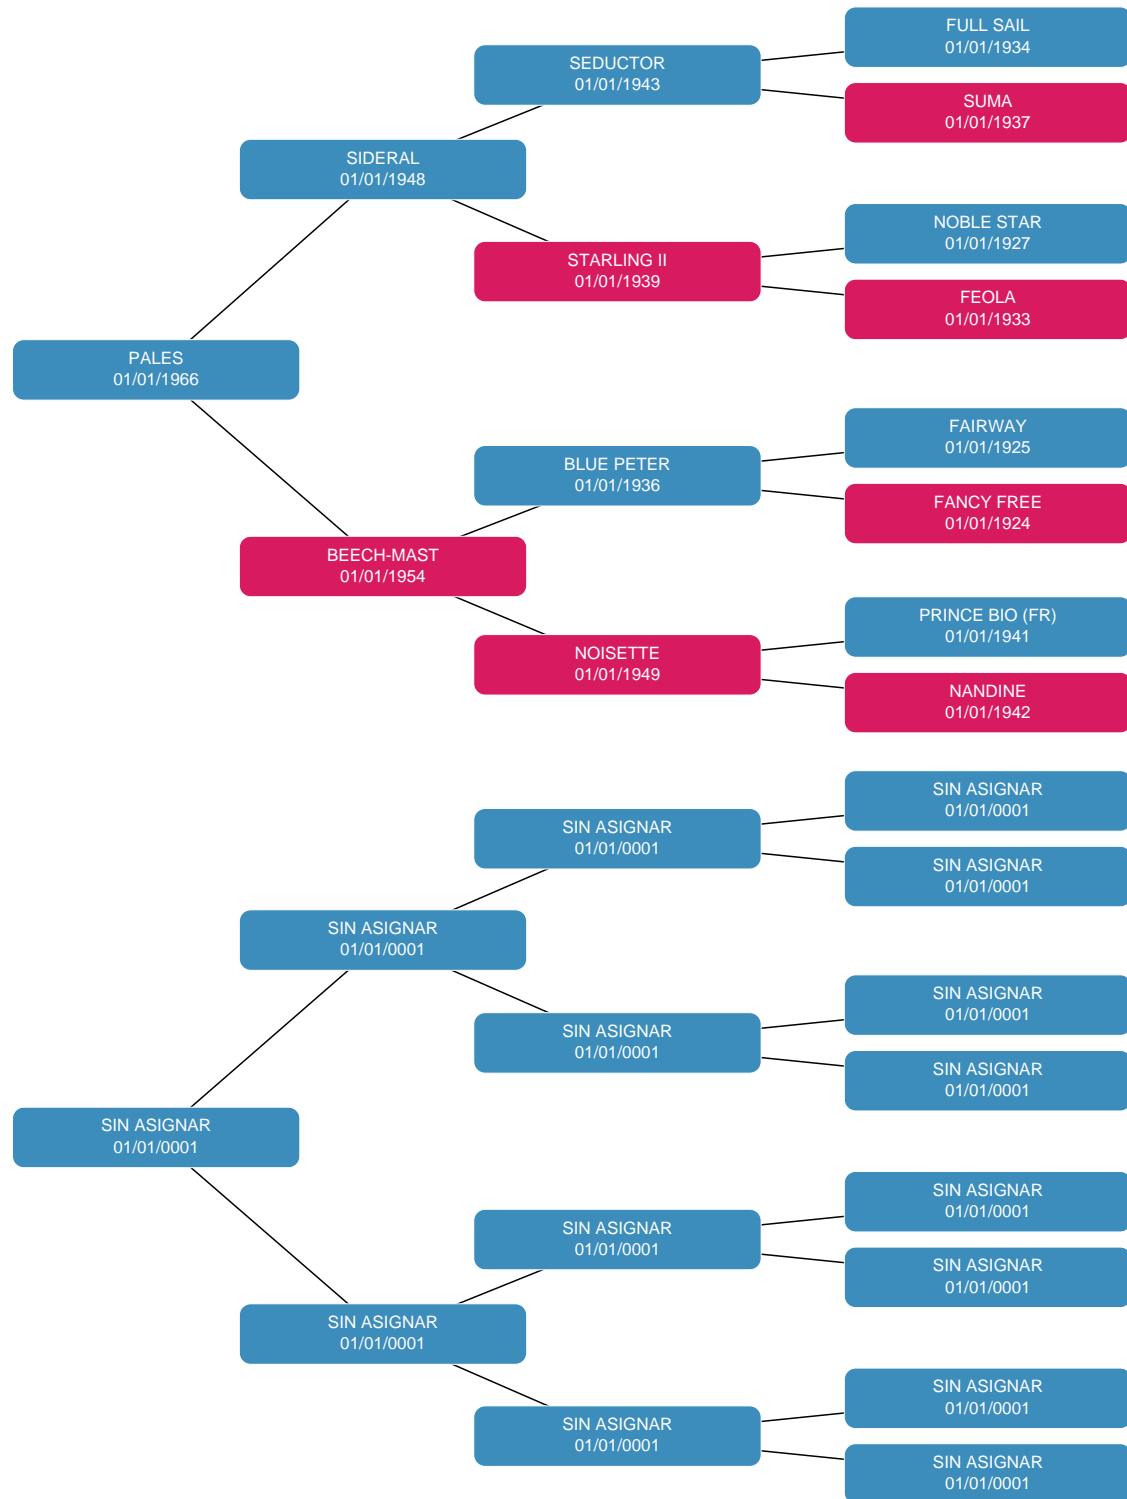 FULL SAIL
01/01/1934
SEDUCTOR
01/01/1943
SUMA
01/01/1937
SIDERAL
01/01/1948
NOBLE STAR
01/01/1927
STARLING II
01/01/1939
FEOLA
01/01/1933
PALES
01/01/1966
FAIRWAY
01/01/1925
BLUE PETER
01/01/1936
FANCY FREE
01/01/1924
BEECH-MAST
01/01/1954
PRINCE BIO (FR)
01/01/1941
NOISETTE
01/01/1949
NANDINE
01/01/1942
SIN ASIGNAR
01/01/0001
SIN ASIGNAR
01/01/0001
SIN ASIGNAR
01/01/0001
SIN ASIGNAR
01/01/0001
SIN ASIGNAR
01/01/0001
SIN ASIGNAR
01/01/0001
SIN ASIGNAR
01/01/0001
SIN ASIGNAR
01/01/0001
SIN ASIGNAR
01/01/0001
SIN ASIGNAR
01/01/0001
SIN ASIGNAR
01/01/0001
SIN ASIGNAR
01/01/0001
SIN ASIGNAR
01/01/0001
SIN ASIGNAR
01/01/0001
SIN ASIGNAR
01/01/0001